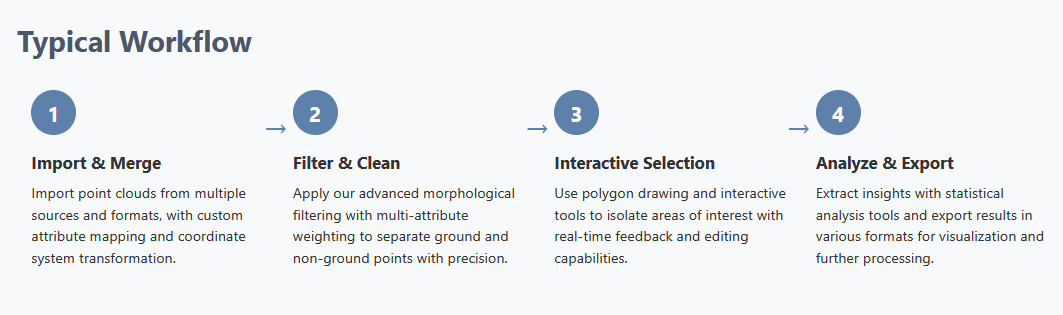 Typical Workflow
1
Import & Merge
Import point clouds from multiple
sources and formats, with custom
attribute mapping and coordinate
system transformation.
→
2
Filter & Clean
Apply our advanced morphological
filtering with multi-attribute
weighting to separate ground and
non-ground points with precision.
→
3
Interactive Selection
Use polygon drawing and interactive
tools to isolate areas of interest with
real-time feedback and editing
capabilities.
→
4
Analyze & Export
Extract insights with statistical
analysis tools and export results in
various formats for visualization and
further processing.